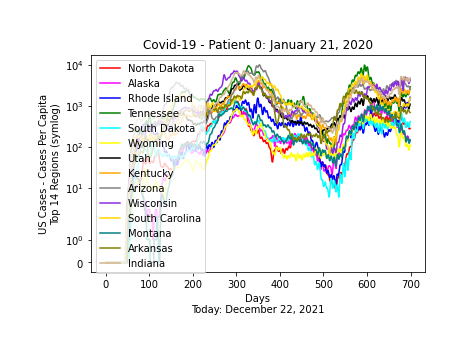 Covid-19 - Patient 0: January 21, 2020
US Cases - Cases Per Capita
Top 14 Regions (symlog)
10⁴
10³
10²
10¹
10⁰
0
North Dakota
Alaska
Rhode Island
Tennessee
South Dakota
Wyoming
Utah
Kentucky
Arizona
Wisconsin
South Carolina
Montana
Arkansas
Indiana
0 100 200 300 400 500 600 700
Days
Today: December 22, 2021